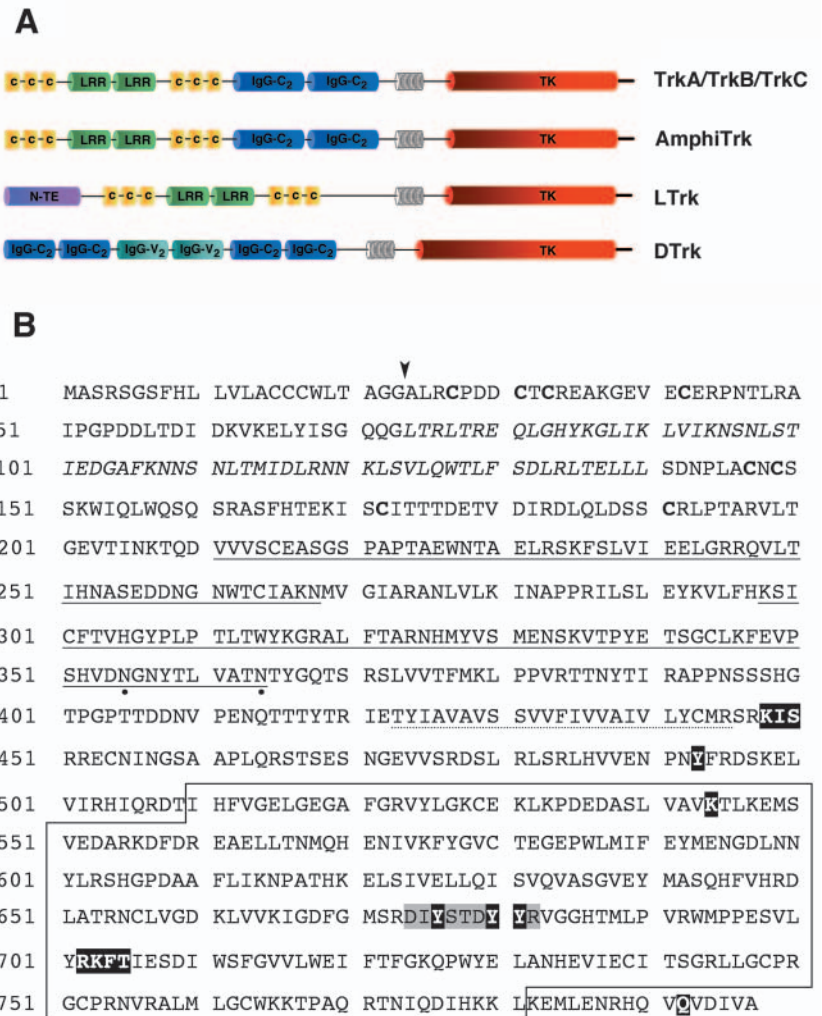 A
c-c-c LRR LRR c-c-c IgG-C2 IgG-C2 TK TrkA/TrkB/TrkC
c-c-c LRR LRR c-c-c IgG-C2 IgG-C2 TK AmphiTrk
N-TE c-c-c LRR LRR c-c-c TK LTrk
IgG-C2 IgG-C2 IgG-V2 IgG-V2 IgG-C2 IgG-C2 TK DTrk
B
1 MASRSGSFHL LVLACCCWLT AGGALRCPDD CTCREAKGEV ECERPNTLRA
51 IPGPDDLTDI DKVKELYISG QQGLTRLTRE QLGHYKGLIK LVIKNSNLST
101 IEDGAFKNNS NLTMIDLRNN KLSVLQWTLF SDLRLTELLL SDNPLACNCS
151 SKWIQLWQSQ SRASFHTEKI SCITTTDETV DIRDLQLDSS CRLPTARVLT
201 GEVTINKTQD VVVSCEASGS PAPTAEWNTA ELRSKFSLVI EELGRRQVLT
251 IHNASEDDNG NWTCIAKNMV GIARANLVLK INAPPRILSL EYKVLFHKSI
301 CFTVHGYPLP TLTWYKGRAL FTARNHMYVS MENSKVTPYE TSGCLKFEVP
351 SHVDNGNYTL VATNTYGQTS RSLVVTFMKL PPVRTTNYTI RAPPNSSSHG
401 TPGPTTDDNV PENQTTTYTR IETYIAVAVS SVVFIVVAIV LYCMRSRKIS
451 RRECNINGSA APLQRSTSES NGEVVSRDSL RLSRLHVVEN PNYFRDSKEL
501 VIRHIQRDTI HFVGELGEGA FGRVYLGKCE KLKPDEDASL VAVKTLKEMS
551 VEDARKDFDR EAELLTNMQH ENIVKFYGVC TEGEPWLMIF EYMENGDLNN
601 YLRSHGPDAA FLIKNPATHK ELSIVELLQI SVQVASGVEY MASQHFVHRD
651 LATRNCLVGD KLVVKIGDFG MSRDIYSTDY YRVGGHTMLP VRWMPPESVL
701 YRKFTIESDI WSFGVVLWEI FTFGKQPWYE LANHEVIECI TSGRLLGCPR
751 GCPRNVRALM LGCWKKTPAQ RTNIQDIHKK LKEMLENRHQ VQVDIVA